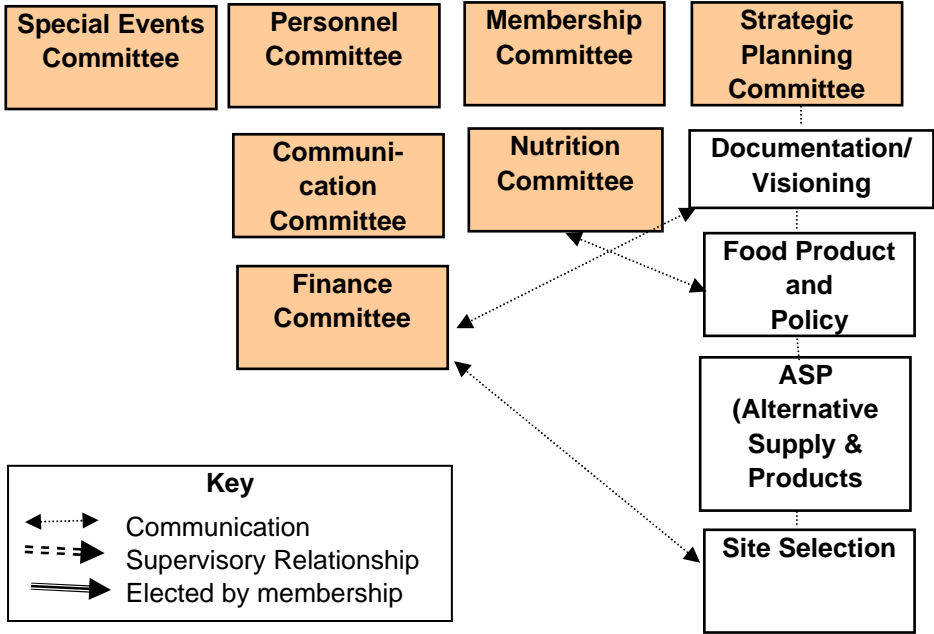 Special Events
Committee
Personnel
Committee
Membership
Committee
Strategic
Planning
Committee
Communi-
cation
Committee
Nutrition
Committee
Documentation/
Visioning
Finance
Committee
Food Product
and
Policy
ASP
(Alternative
Supply &
Products
Site Selection
Key
Communication
Supervisory Relationship
Elected by membership